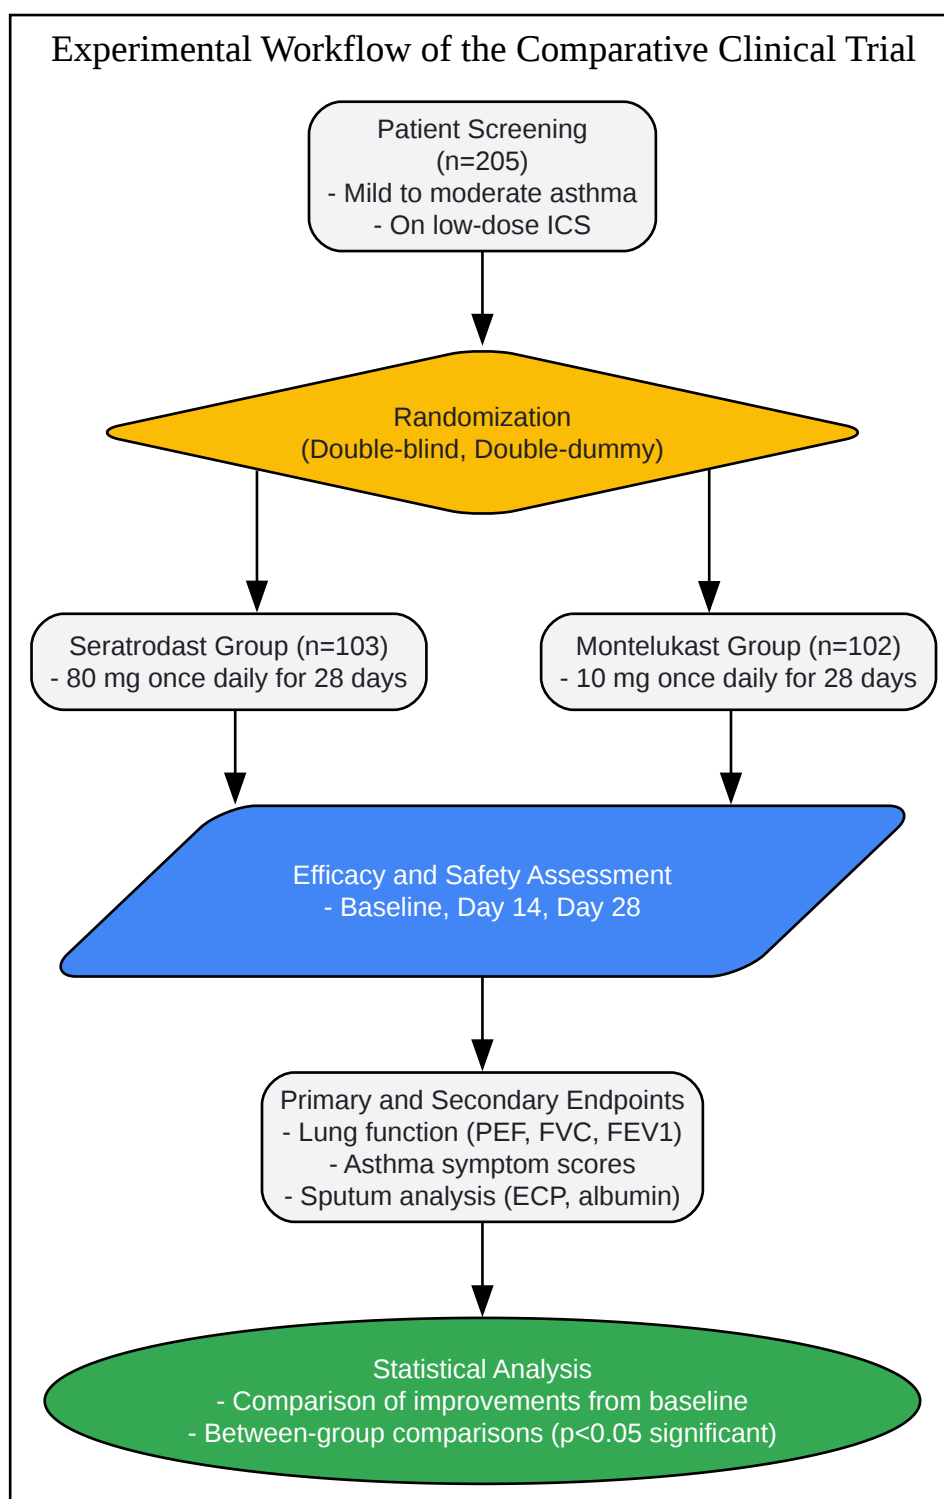 Experimental Workflow of the Comparative Clinical Trial
Patient Screening
(n=205)
- Mild to moderate asthma
- On low-dose ICS
Randomization
(Double-blind, Double-dummy)
Seratrodast Group (n=103)
- 80 mg once daily for 28 days
Montelukast Group (n=102)
- 10 mg once daily for 28 days
Efficacy and Safety Assessment
- Baseline, Day 14, Day 28
Primary and Secondary Endpoints
- Lung function (PEF, FVC, FEV1)
- Asthma symptom scores
- Sputum analysis (ECP, albumin)
Statistical Analysis
- Comparison of improvements from baseline
- Between-group comparisons (p<0.05 significant)